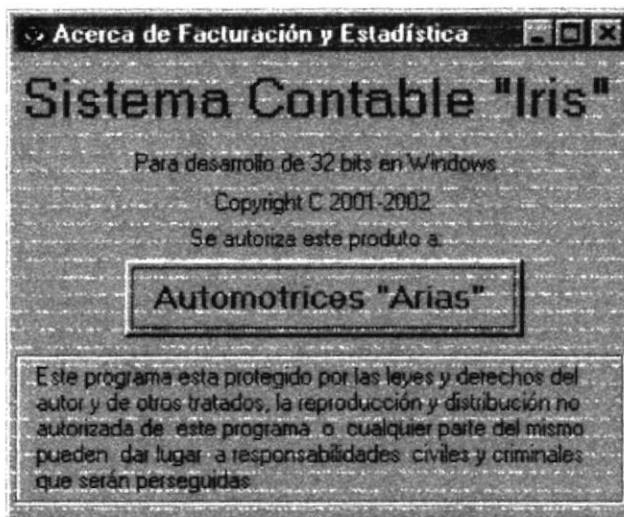 Acerca de Facturación y Estadística
Sistema Contable "Iris"
Para desarrollo de 32 bits en Windows
Copyright C 2001-2002
Se autoriza este produto a:
Automotrices "Arias"
Este programa esta protegido por las leyes y derechos del
autor y de otros tratados, la reproducción y distribución no
autorizada de este programa o cualquier parte del mismo
pueden dar lugar a responsabilidades civiles y criminales
que serán perseguidas